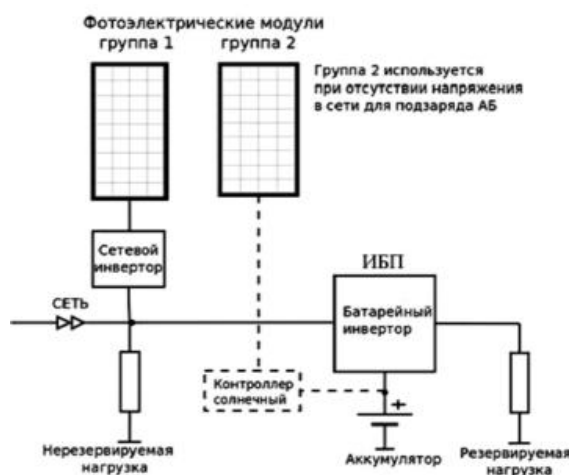 Фотоэлектрические модули
группа 1
группа 2
Группа 2 используется
при отсутствии напряжения
в сети для подзаряда АБ
Сетевой
инвертор
ИБП
СЕТЬ
Батарейный
инвертор
Контроллер
солнечный
+
Нерезервируемая
нагрузка
Аккумулятор
Резервируемая
нагрузка